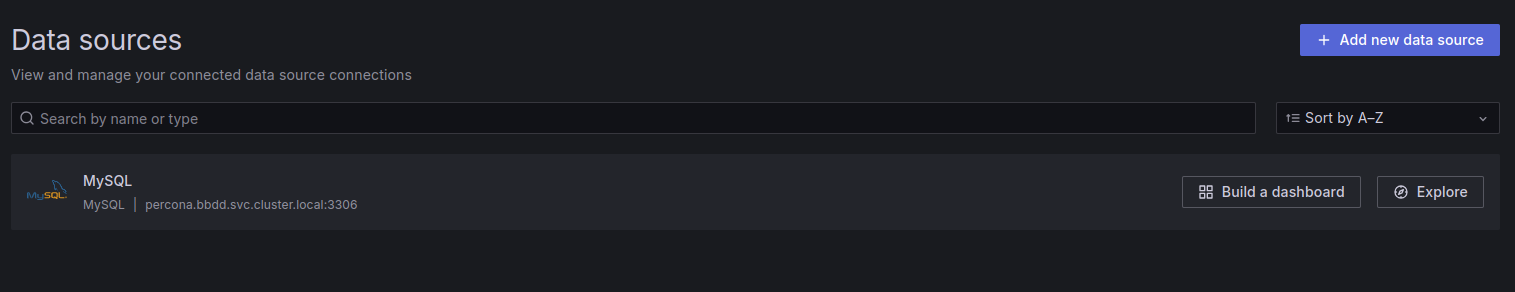 Data sources
Add new data source
View and manage your connected data source connections
Search by name or type
Sort by A–Z
MySQL
MySQL
MySQL | percona.bbdd.svc.cluster.local:3306
Build a dashboard
Explore